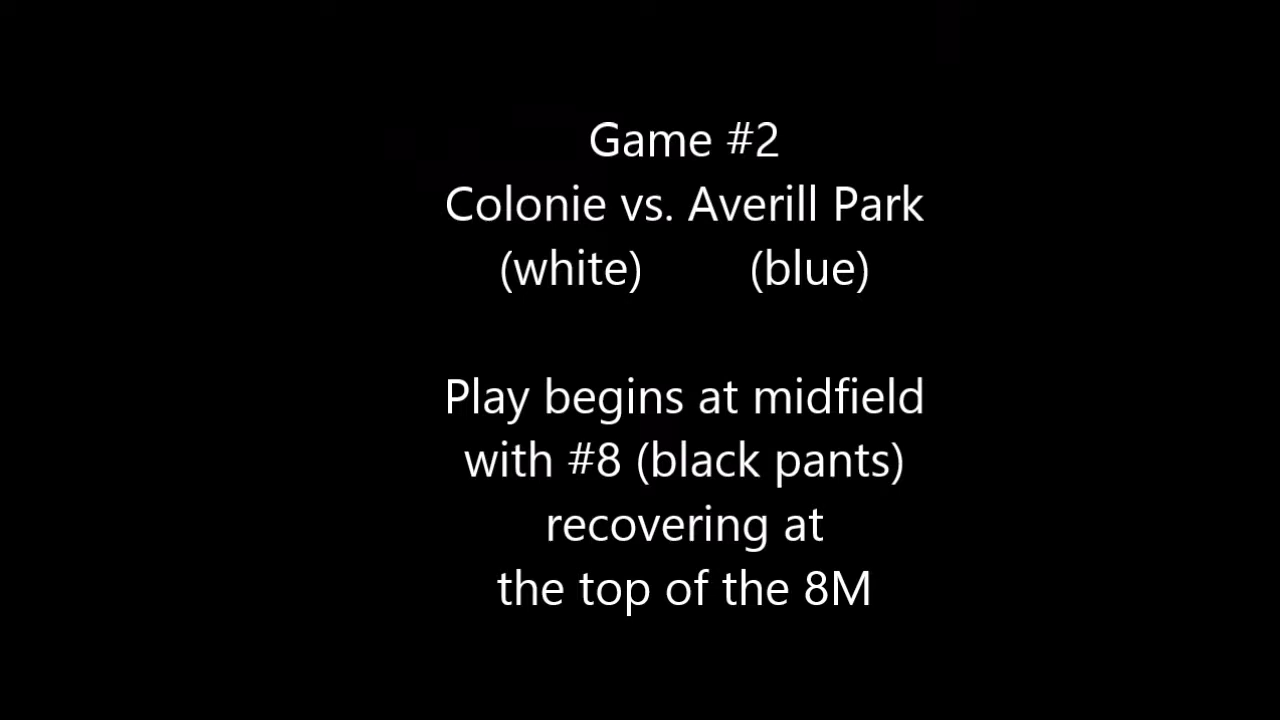 Game #2
Colonie vs. Averill Park
(white) (blue)
Play begins at midfield
with #8 (black pants)
recovering at
the top of the 8M